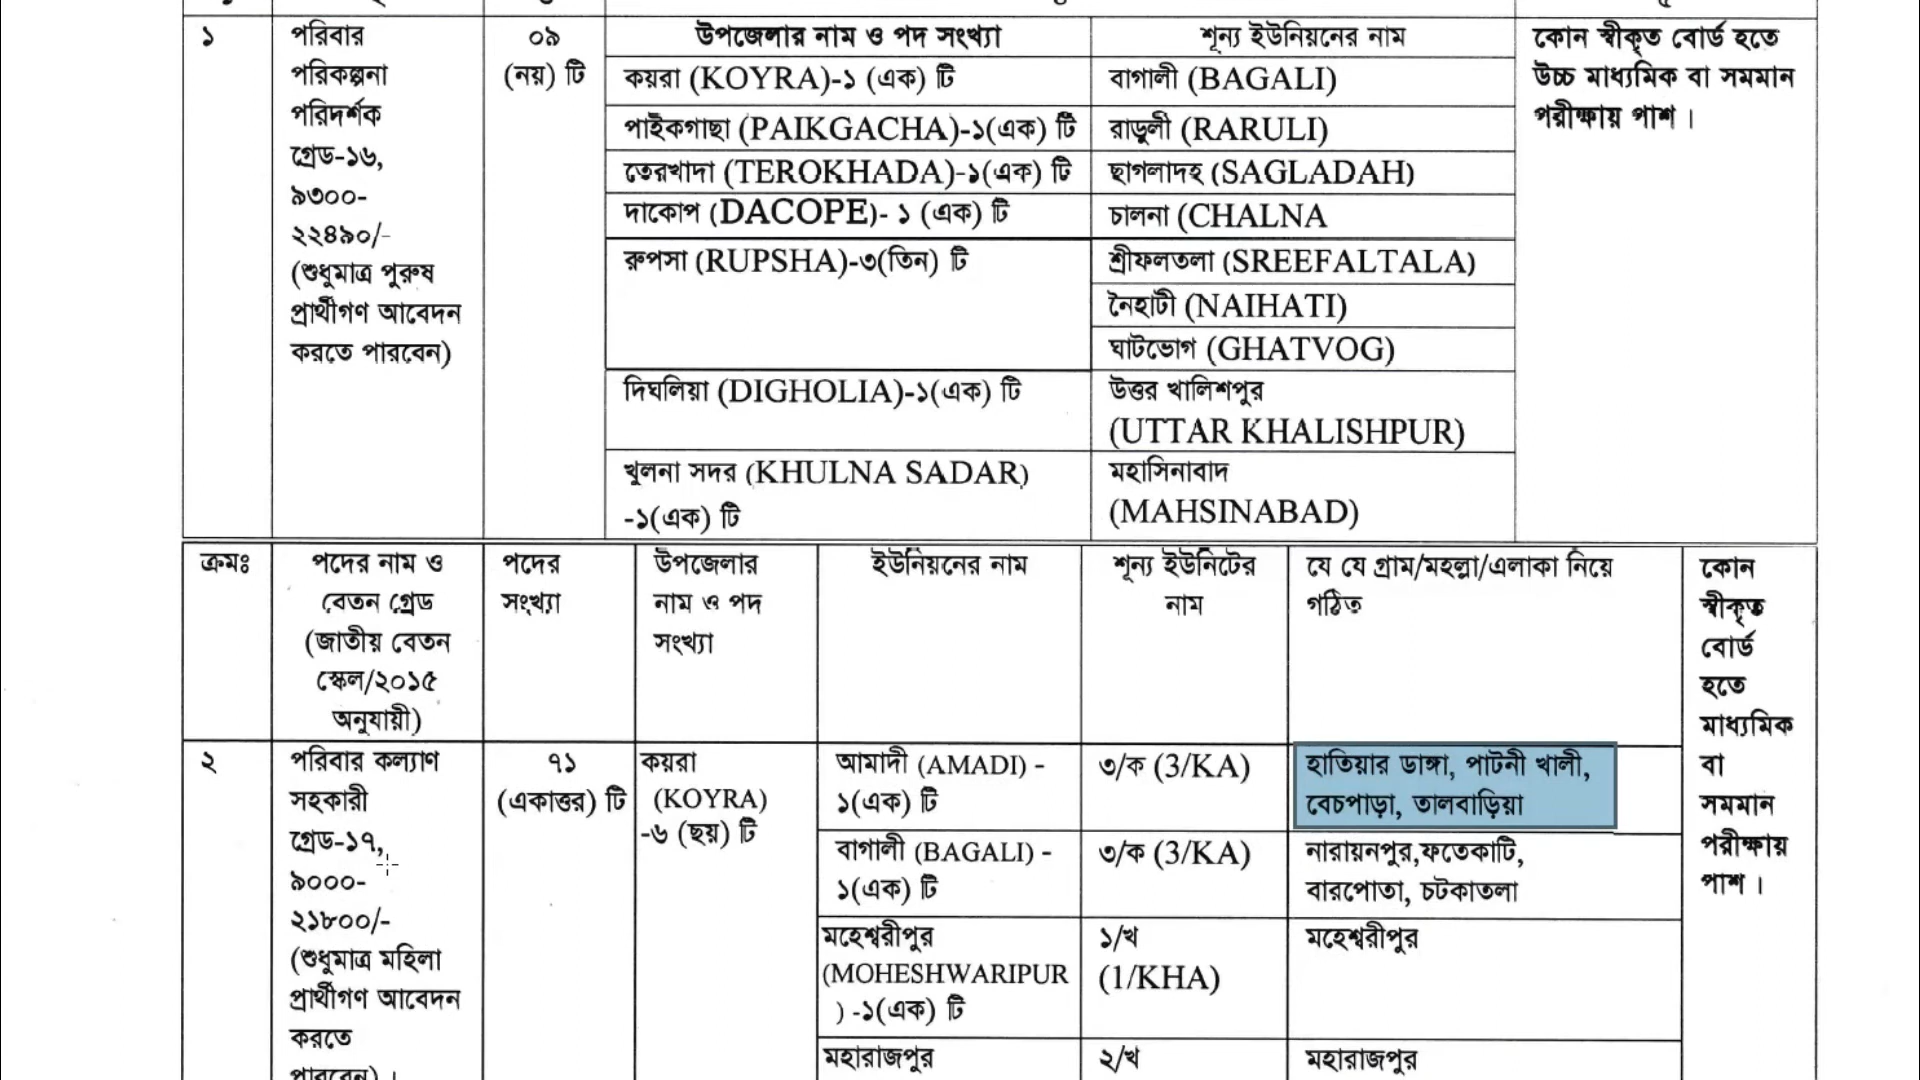 ১
পরিবার
পরিকল্পনা
পরিদর্শক
গ্রেড-১৬,
৯৩০০-
২২৪৯০/-
(শুধুমাত্র পুরুষ
প্রার্থীগণ আবেদন
করতে পারবেন)
০৯
(নয়) টি
উপজেলার নাম ও পদ সংখ্যা
শূন্য ইউনিয়নের নাম
কয়রা (KOYRA)-১ (এক) টি
বাগালী (BAGALI)
পাইকগাছা (PAIKGACHA)-১(এক) টি
রাড়ুলী (RARULI)
তেরখাদা (TEROKHADA)-১(এক) টি
ছাগলাদহ (SAGLADAH)
দাকোপ (DACOPE)- ১ (এক) টি
চালনা (CHALNA
রুপসা (RUPSHA)-৩(তিন) টি
শ্রীফলতলা (SREEFALTALA)
নৈহাটী (NAIHATI)
ঘাটভোগ (GHATVOG)
দিঘলিয়া (DIGHOLIA)-১(এক) টি
উত্তর খালিশপুর
(UTTAR KHALISHPUR)
খুলনা সদর (KHULNA SADAR)
-১(এক) টি
মহাসিনাবাদ
(MAHSINABAD)
কোন স্বীকৃত বোর্ড হতে
উচ্চ মাধ্যমিক বা সমমান
পরীক্ষায় পাশ ।
ক্রমঃ
পদের নাম ও
বেতন গ্রেড
(জাতীয় বেতন
স্কেল/২০১৫
অনুযায়ী)
পদের
সংখ্যা
উপজেলার
নাম ও পদ
সংখ্যা
ইউনিয়নের নাম
শূন্য ইউনিটের
নাম
যে যে গ্রাম/মহল্লা/এলাকা নিয়ে
গঠিত
কোন
স্বীকৃত
বোর্ড
হতে
মাধ্যমিক
বা
সমমান
পরীক্ষায়
পাশ ।
২
পরিবার কল্যাণ
সহকারী
গ্রেড-১৭,
৯০০০-
২১৮০০/-
(শুধুমাত্র মহিলা
প্রার্থীগণ আবেদন
করতে
পারবেন) ।
৭১
(একাত্তর) টি
কয়রা
(KOYRA)
-৬ (ছয়) টি
আমাদী (AMADI) -
১(এক) টি
৩/ক (3/KA)
হাতিয়ার ডাঙ্গা, পাটনী খালী,
বেচপাড়া, তালবাড়িয়া
বাগালী (BAGALI) -
১(এক) টি
৩/ক (3/KA)
নারায়নপুর,ফতেকাটি,
বারপোতা, চটকাতলা
মহেশ্বরীপুর
(MOHESHWARIPUR
) -১(এক) টি
১/খ
(1/KHA)
মহেশ্বরীপুর
মহারাজপুর
২/খ
মহারাজপুর